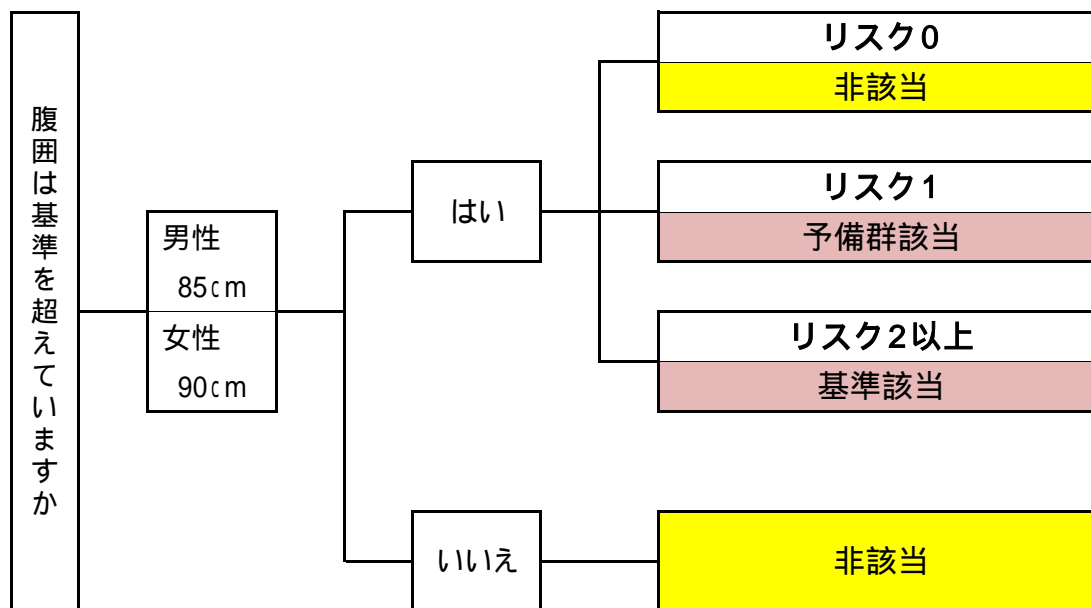 腹囲は基準を超えていますか
男性
85cm
女性
90cm
はい
リスク0
非該当
リスク1
予備群該当
リスク2以上
基準該当
いいえ
非該当